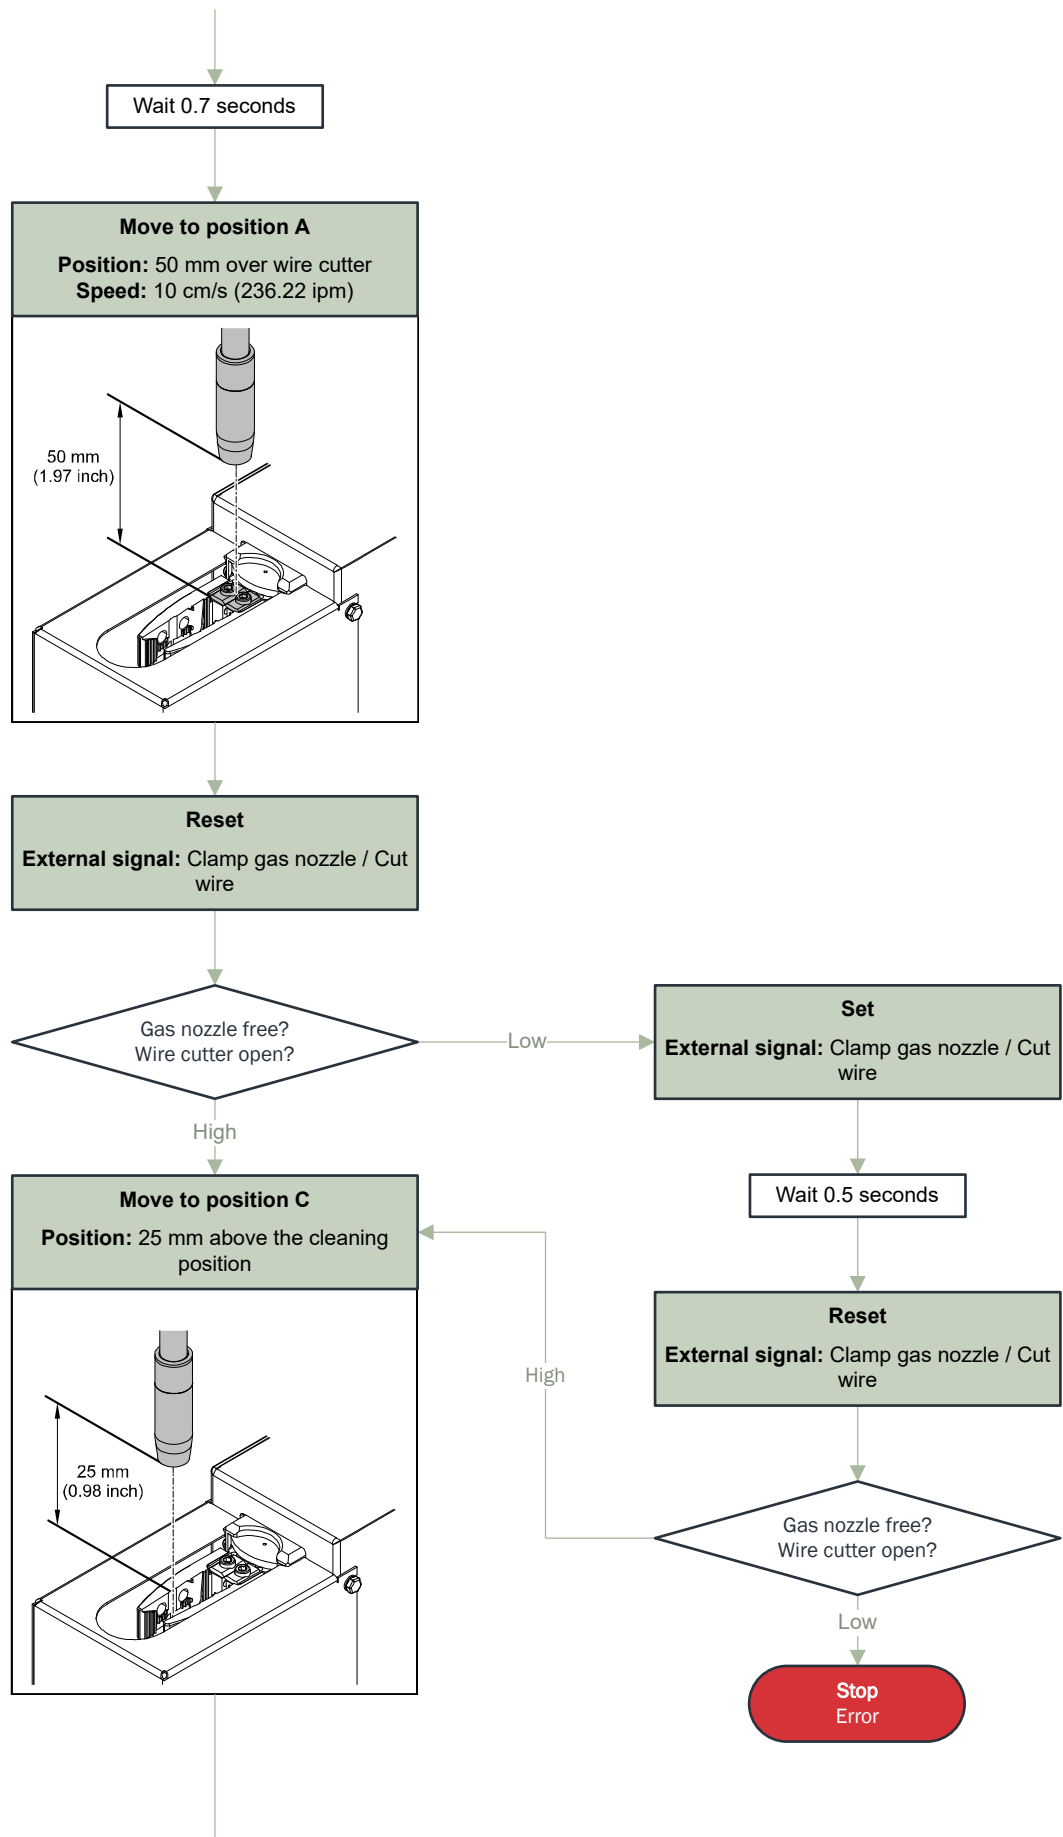 Wait 0.7 seconds
Move to position A
Position: 50 mm over wire cutter
Speed: 10 cm/s (236.22 ipm)
50 mm
(1.97 inch)
Reset
External signal: Clamp gas nozzle / Cut
wire
Gas nozzle free?
Wire cutter open?
Low
Set
External signal: Clamp gas nozzle / Cut
wire
High
Move to position C
Position: 25 mm above the cleaning
position
Wait 0.5 seconds
Reset
External signal: Clamp gas nozzle / Cut
wire
High
25 mm
(0.98 inch)
Gas nozzle free?
Wire cutter open?
Low
Stop
Error